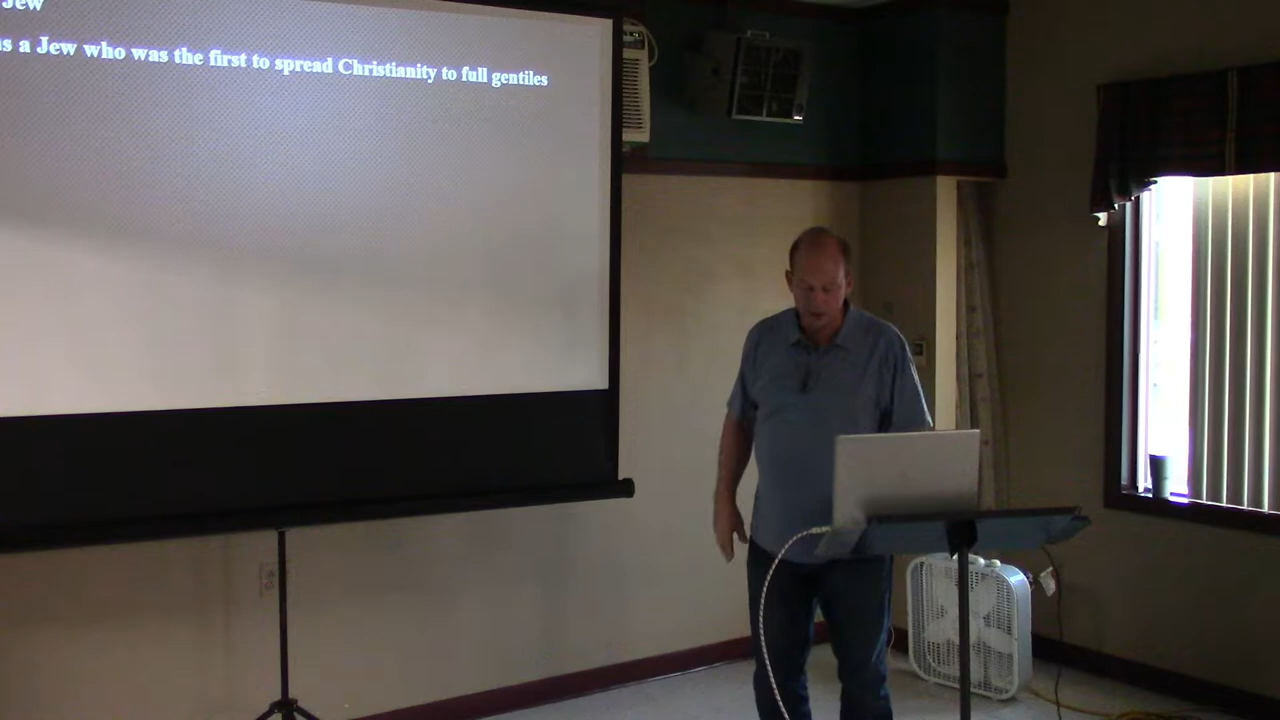 Jew
s a Jew who was the first to spread Christianity to full gentiles